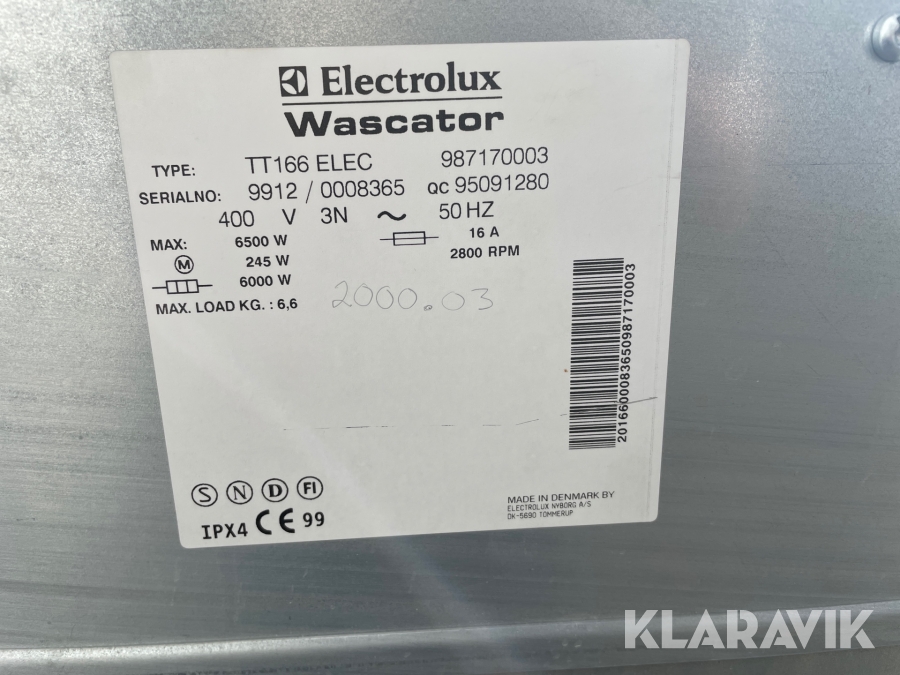 Electrolux
Wascator
TYPE: TT166 ELEC 987170003
SERIALNO: 9912 / 0008365 QC 95091280
400 V 3N ~ 50 HZ
MAX: 6500 W 16 A
M 245 W 2800 RPM
6000 W
MAX. LOAD KG. : 6,6
2000.03
2016600083650987170003
S N D FI
IPX4 CE 99
MADE IN DENMARK BY
ELECTROLUX NYBORG A/S
DK-5690 TOMMERUP
KLARAVIK